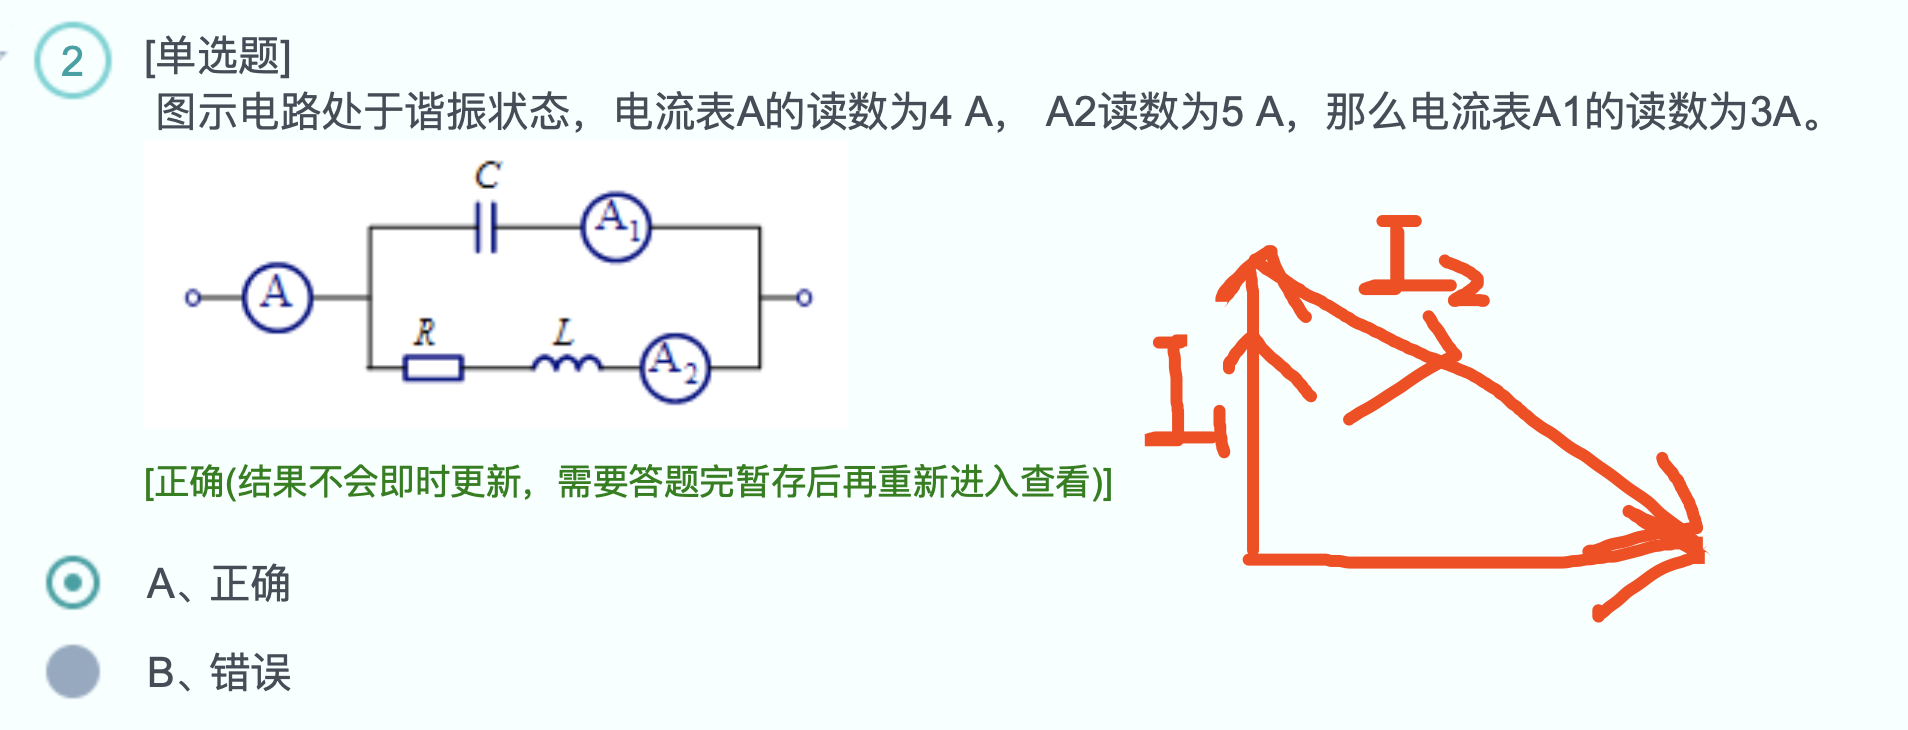 2
[单选题]
图示电路处于谐振状态，电流表A的读数为4 A， A2读数为5 A，那么电流表A1的读数为3A。
C
A1
A
R
L
A2
I1
I2
[正确(结果不会即时更新，需要答题完暂存后再重新进入查看)]
A、正确
B、错误